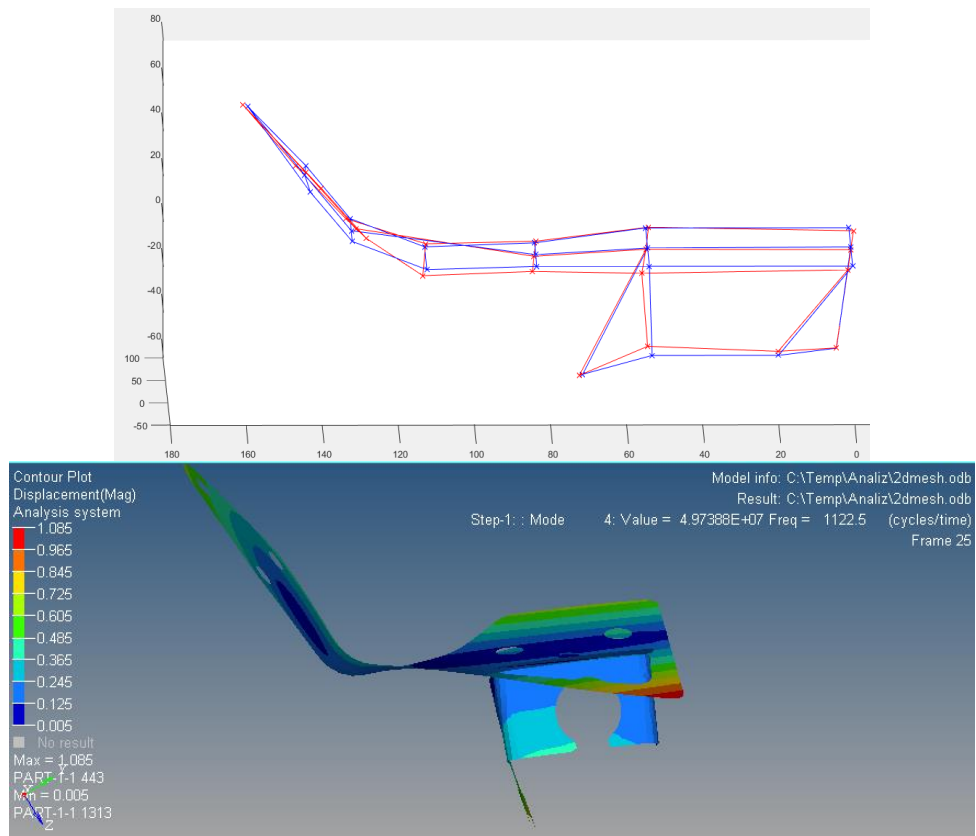 80
60
40
20
0
-20
-40
-60
100
50
0
-50
180 160 140 120 100 80 60 40 20 0
Contour Plot
Displacement(Mag)
Analysis system
1.085
0.965
0.845
0.725
0.605
0.485
0.365
0.245
0.125
0.005
No result
Max = 1.085
PART-1-1 443
Min = 0.005
PART-1-1 1313
Y
X
Z
Model info: C:\Temp\Analiz\2dmesh.odb
Result: C:\Temp\Analiz\2dmesh.odb
Step-1: : Mode 4: Value = 4.97388E+07 Freq = 1122.5 (cycles/time)
Frame 25